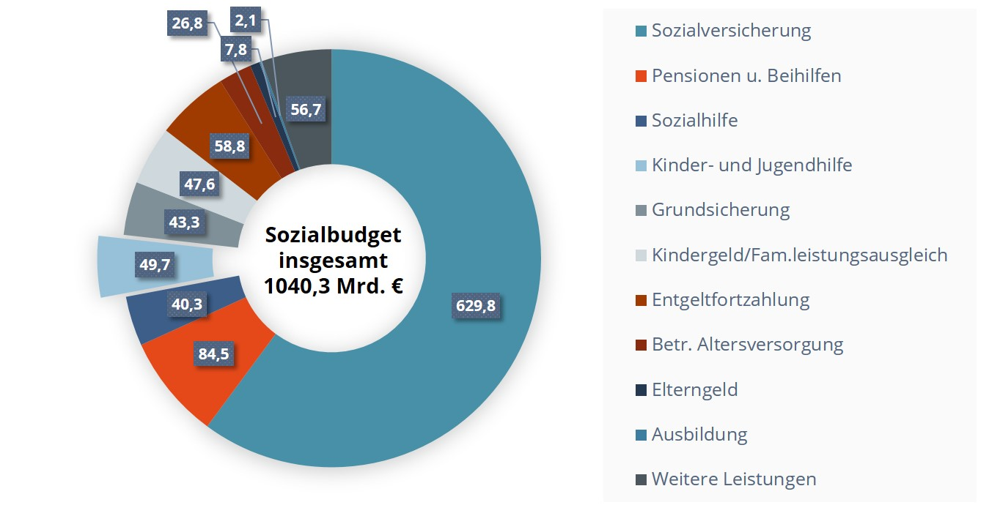 26,8
2,1
7,8
56,7
58,8
47,6
43,3
49,7
40,3
84,5
629,8
Sozialbudget
insgesamt
1040,3 Mrd. €
Sozialversicherung
Pensionen u. Beihilfen
Sozialhilfe
Kinder- und Jugendhilfe
Grundsicherung
Kindergeld/Fam.leistungsausgleich
Entgeltfortzahlung
Betr. Altersversorgung
Elterngeld
Ausbildung
Weitere Leistungen